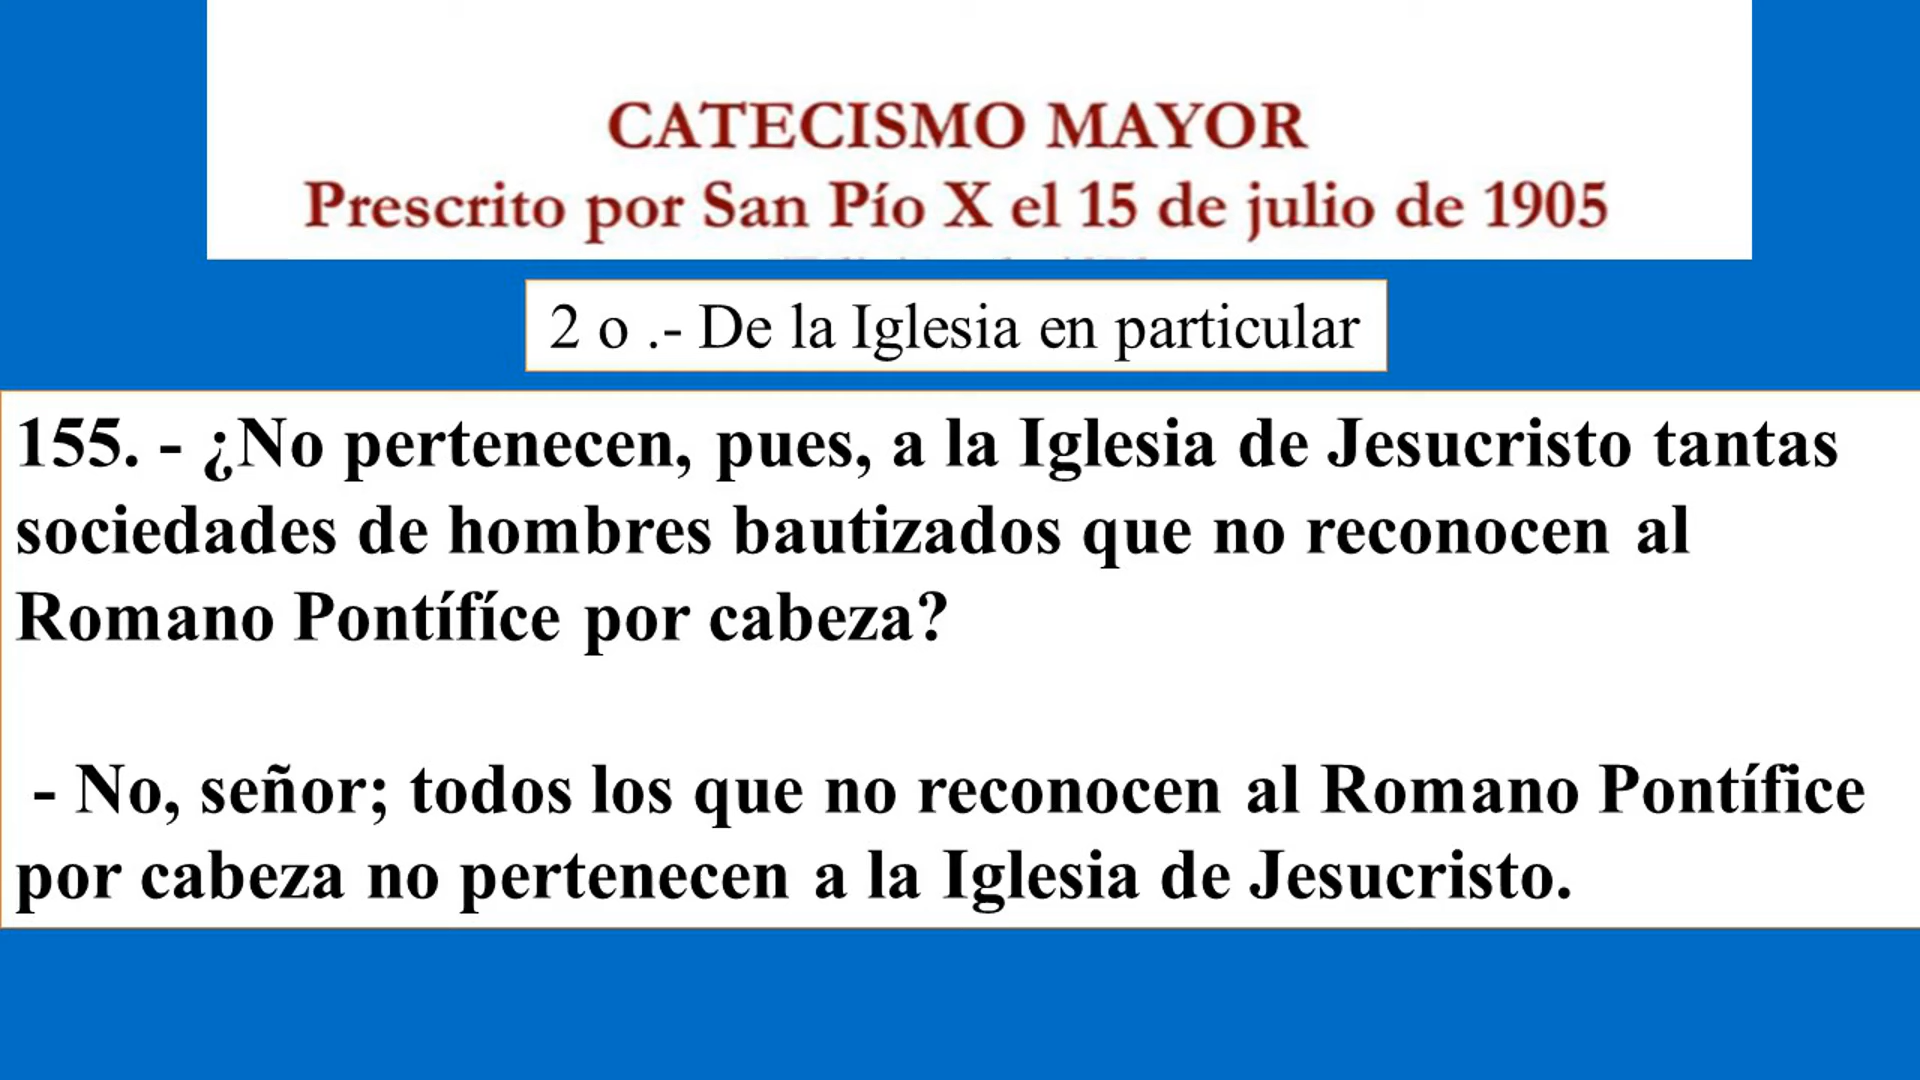 CATECISMO MAYOR
Prescrito por San Pío X el 15 de julio de 1905
2 o .- De la Iglesia en particular
155. - ¿No pertenecen, pues, a la Iglesia de Jesucristo tantas
sociedades de hombres bautizados que no reconocen al
Romano Pontífíce por cabeza?
- No, señor; todos los que no reconocen al Romano Pontífice
por cabeza no pertenecen a la Iglesia de Jesucristo.